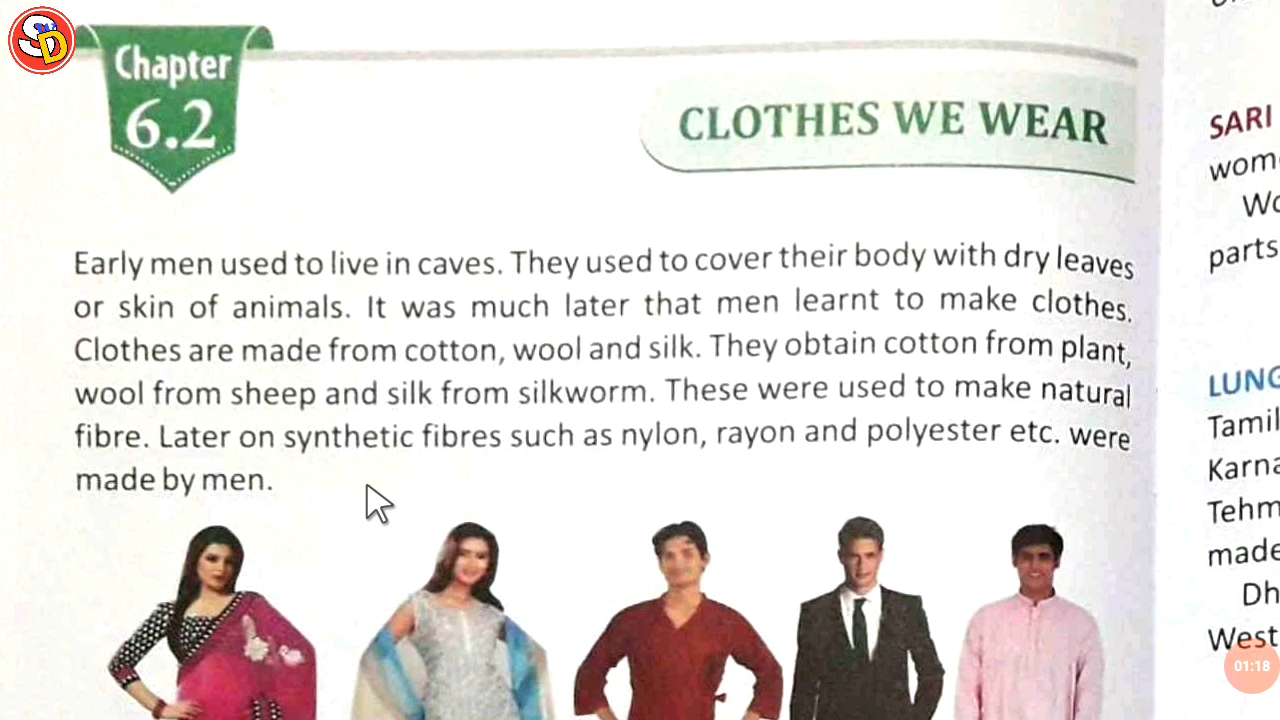 SD
Chapter
6.2
CLOTHES WE WEAR
Early men used to live in caves. They used to cover their body with dry leaves
or skin of animals. It was much later that men learnt to make clothes.
Clothes are made from cotton, wool and silk. They obtain cotton from plant,
wool from sheep and silk from silkworm. These were used to make natural
fibre. Later on synthetic fibres such as nylon, rayon and polyester etc. were
made by men.
SARI
Wo
parts
Tamil
Karna
Tehm
made
Dh
West
01:18